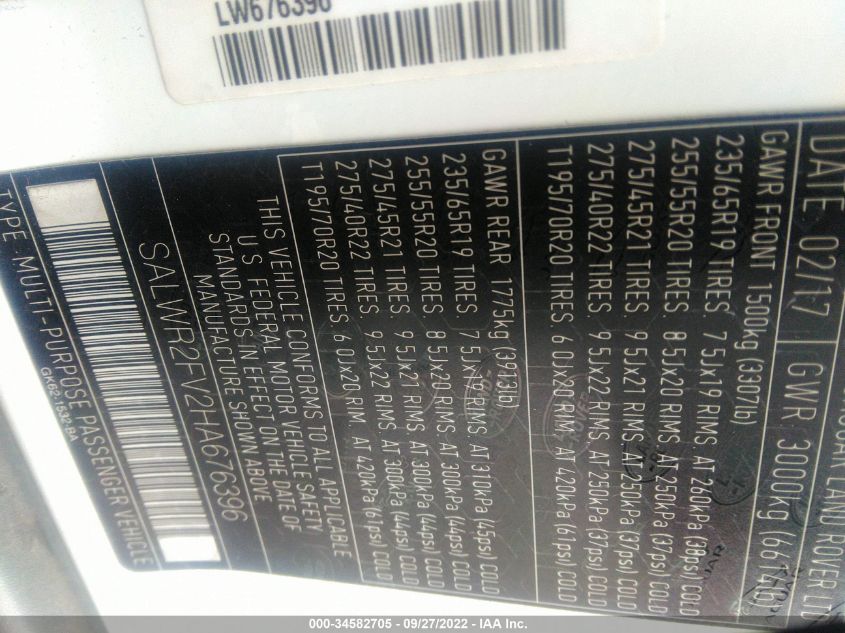 LW676396
JAGUAR LAND ROVER LTD
DATE: 02/17 GWR 3000kg (6614lb)
GAWR FRONT 1500kg (3307lb)
235/65R19 TIRES 7.5Jx19 RIMS. AT 260kPa (38psi) COLD
255/55R20 TIRES 8.5Jx20 RIMS AT 250kPa (37psi) COLD
275/45R21 TIRES 9.5Jx21 RIMS. AT 250kPa (37psi) COLD
275/40R22 TIRES 9.5Jx22 RIMS. AT 250kPa (37psi) COLD
T195/70R20 TIRES. 6.0Jx20 RIM. AT 420kPa (61psi) COLD
GAWR REAR 1775kg (3913lb)
235/65R19 TIRES 7.5Jx19 RIMS. AT 310kPa (45psi) COLD
255/55R20 TIRES 8.5Jx20 RIMS. AT 300kPa (44psi) COLD
275/45R21 TIRES 9.5Jx21 RIMS. AT 300kPa (44psi) COLD
275/40R22 TIRES 9.5Jx22 RIMS. AT 300kPa (44psi) COLD
T195/70R20 TIRES 6.0Jx20 RIM. AT 420kPa (61psi) COLD
THIS VEHICLE CONFORMS TO ALL APPLICABLE
U.S. FEDERAL MOTOR VEHICLE SAFETY
STANDARDS IN EFFECT ON THE DATE OF
MANUFACTURE SHOWN ABOVE.
SALWR2FV2HA676396
TYPE MULTI-PURPOSE PASSENGER VEHICLE
GK62-1532-BA
000-34582705 - 09/27/2022 - IAA Inc.